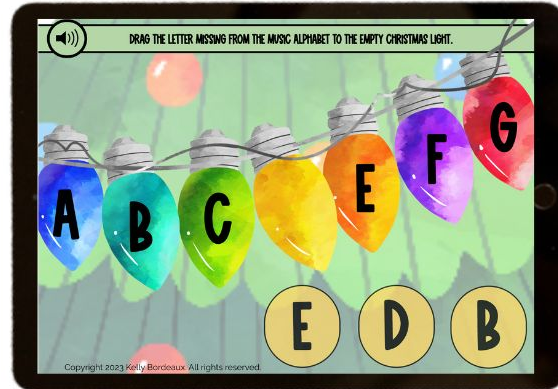 DRAG THE LETTER MISSING FROM THE MUSIC ALPHABET TO THE EMPTY CHRISTMAS LIGHT.
A B C E F G
E D B
Copyright 2023 Kelly Bordeaux. All rights reserved.